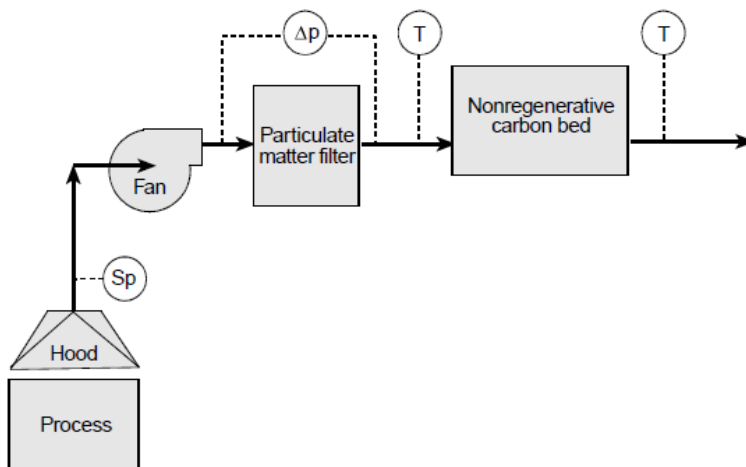 Δp
T
T
Particulate
matter filter
Nonregenerative
carbon bed
Fan
Sp
Hood
Process